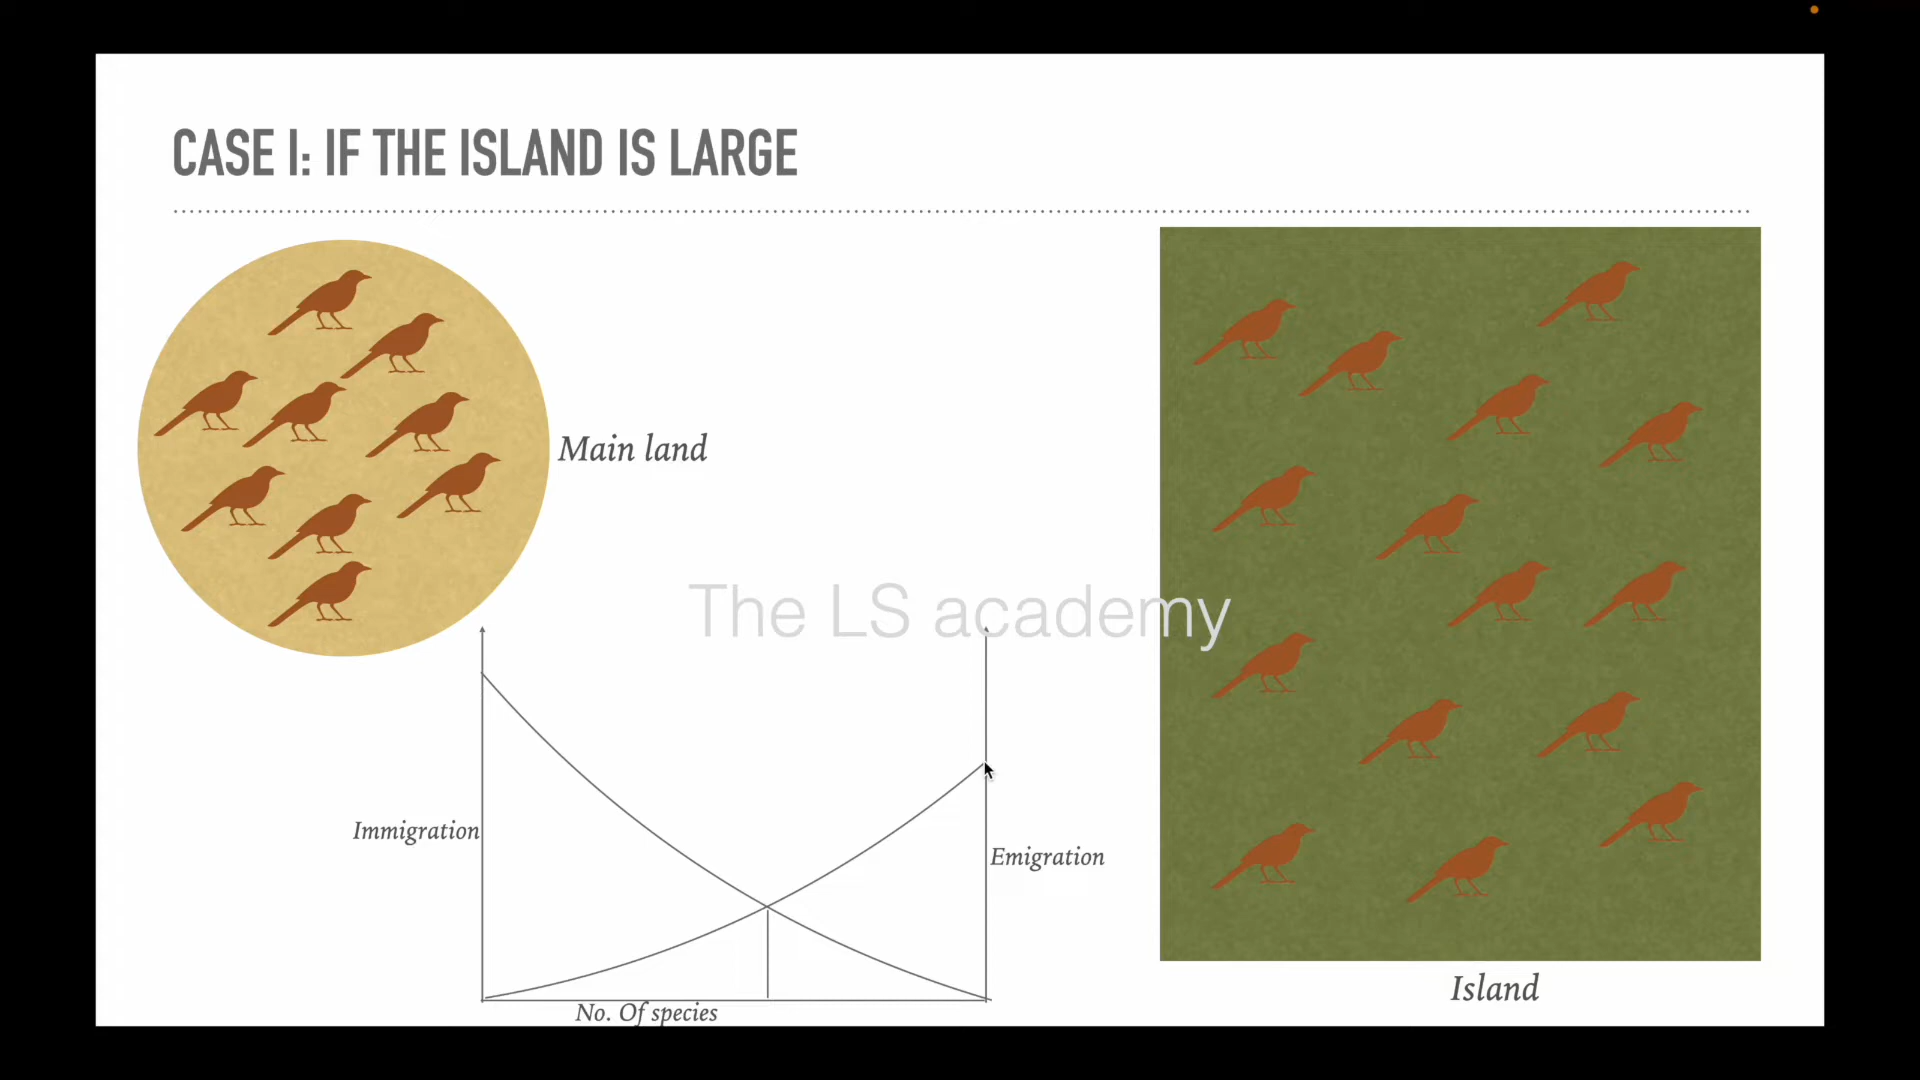 CASE I: IF THE ISLAND IS LARGE
Main land
The LS academy
Immigration
Emigration
No. Of species
Island